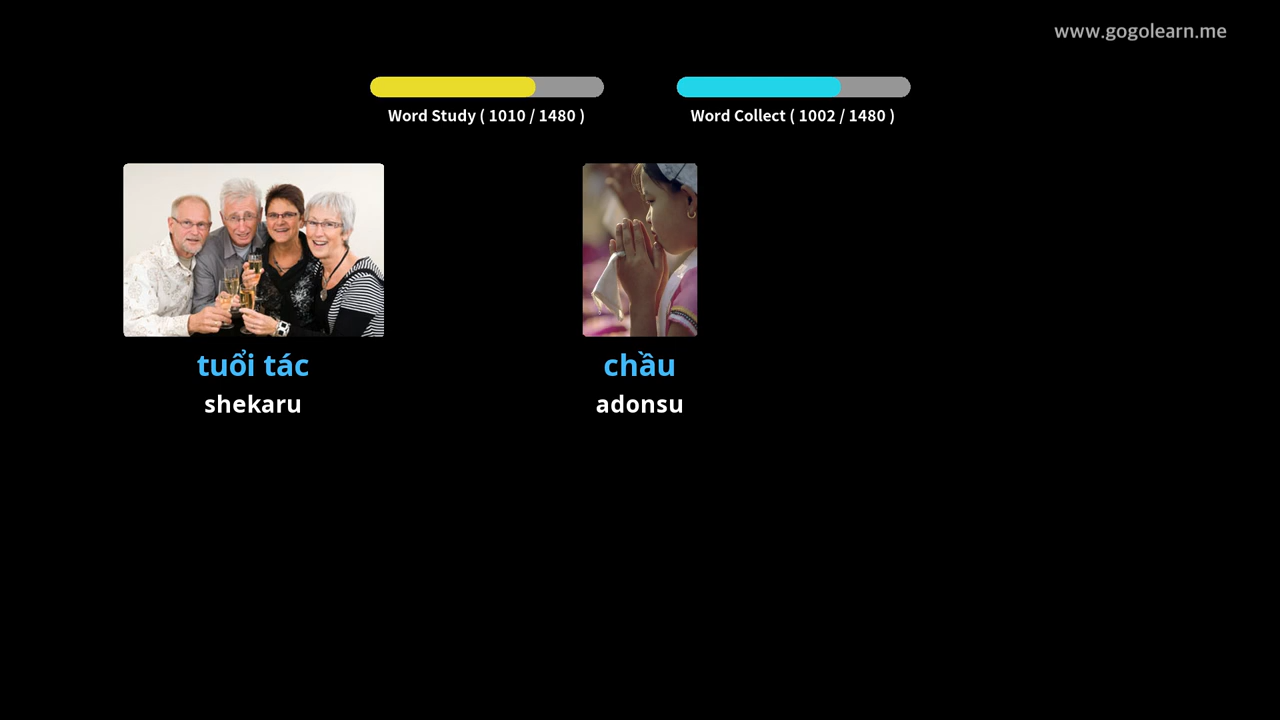 www.gogolearn.me
Word Study ( 1010 / 1480 )
Word Collect ( 1002 / 1480 )
tuổi tác
shekaru
chầu
adonsu